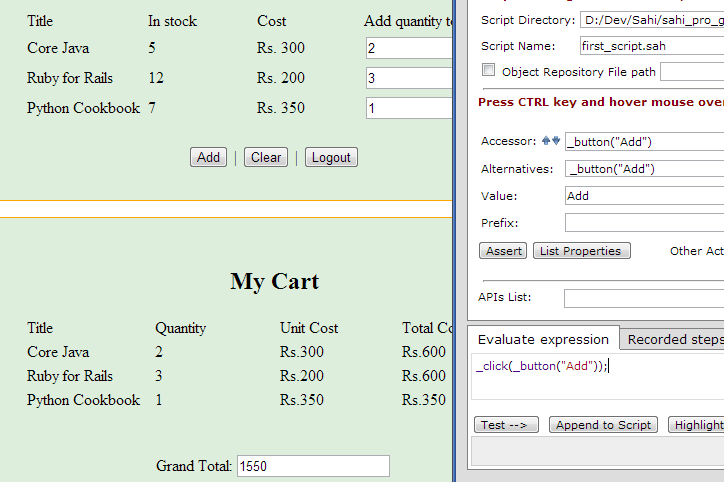 Title In stock Cost Add quantity
Core Java 5 Rs. 300 2
Ruby for Rails 12 Rs. 200 3
Python Cookbook 7 Rs. 350 1
Add | Clear | Logout
My Cart
Title Quantity Unit Cost Total
Core Java 2 Rs.300 Rs.600
Ruby for Rails 3 Rs.200 Rs.600
Python Cookbook 1 Rs.350 Rs.350
Grand Total: 1550
Script Directory: D:/Dev/Sahi/sahi_pro_g
Script Name: first_script.sah
Object Repository File path
Press CTRL key and hover mouse over
Accessor: _button("Add")
Alternatives: _button("Add")
Value: Add
Prefix:
Assert List Properties Other
APIs List:
Evaluate expression Recorded steps
_click(_button("Add"));
Test --> Append to Script Highlight